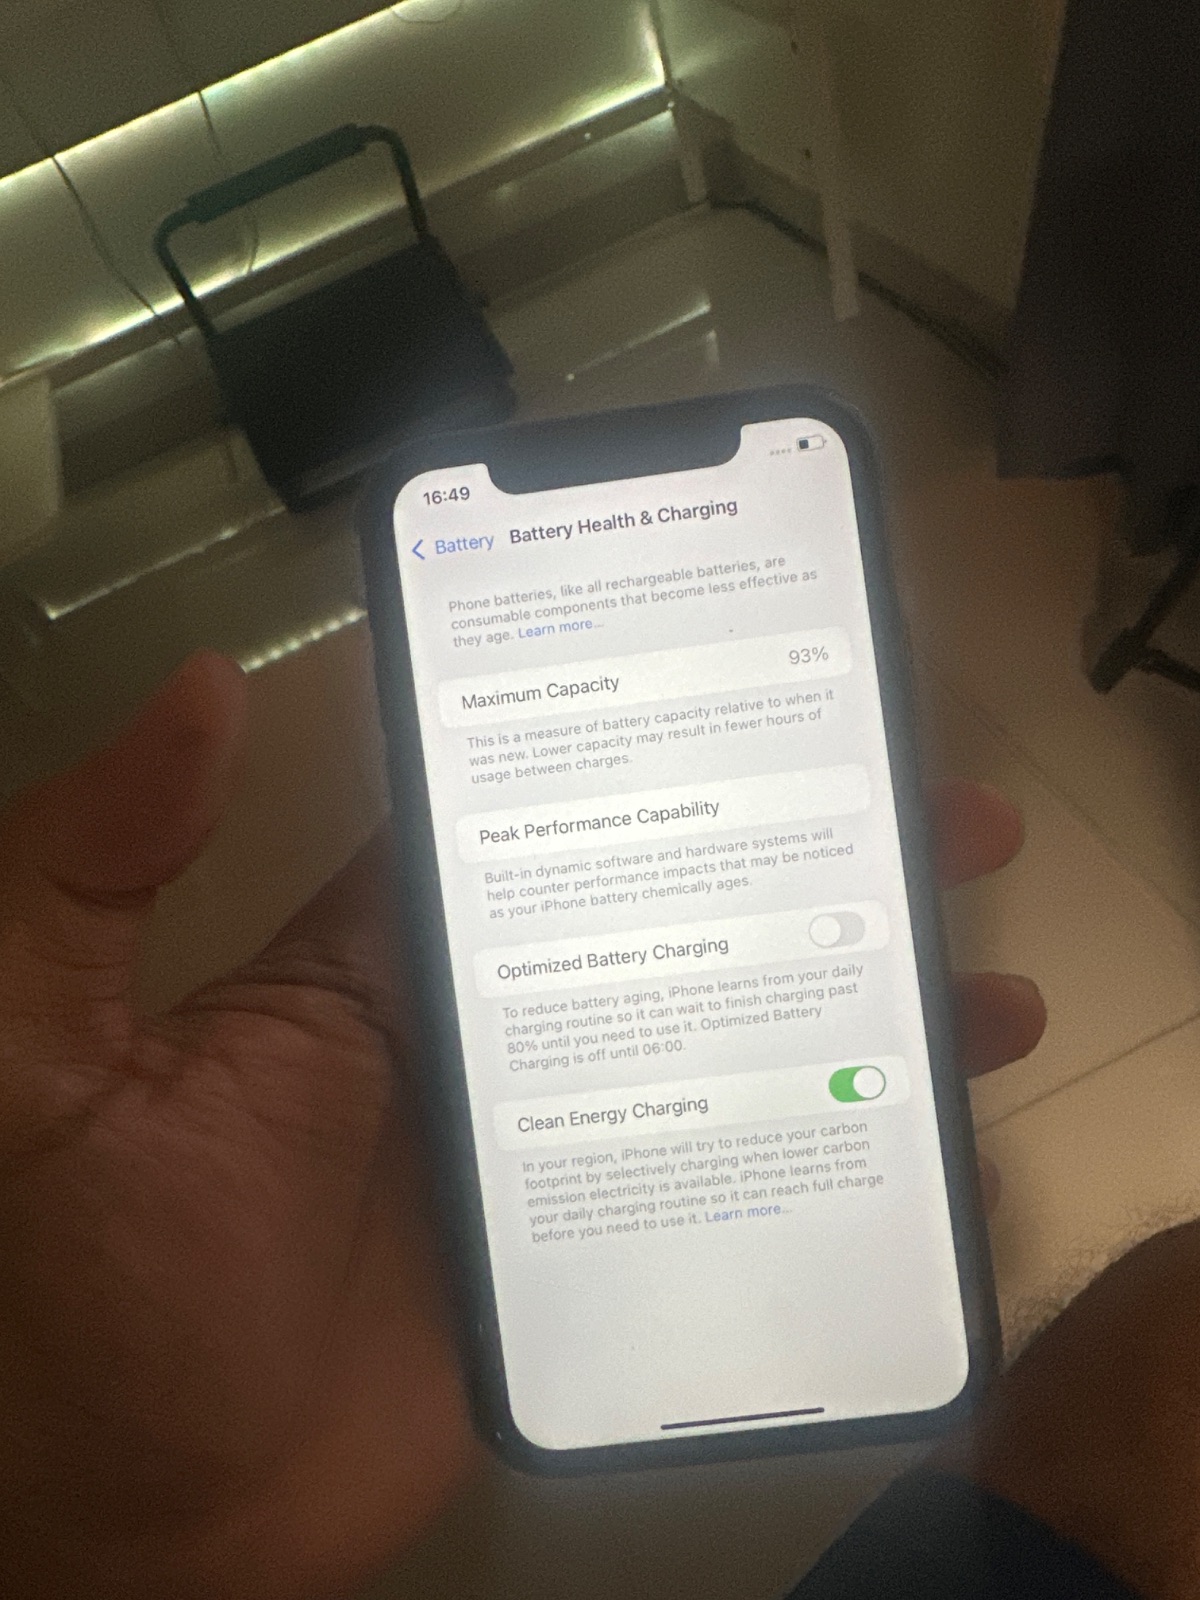 16:49
Battery Battery Health & Charging
Phone batteries, like all rechargeable batteries, are
consumable components that become less effective as
they age. Learn more...
Maximum Capacity 93%
This is a measure of battery capacity relative to when it
was new. Lower capacity may result in fewer hours of
usage between charges.
Peak Performance Capability
Built-in dynamic software and hardware systems will
help counter performance impacts that may be noticed
as your iPhone battery chemically ages.
Optimized Battery Charging
To reduce battery aging, iPhone learns from your daily
charging routine so it can wait to finish charging past
80% until you need to use it. Optimized Battery
Charging is off until 06:00.
Clean Energy Charging
In your region, iPhone will try to reduce your carbon
footprint by selectively charging when lower carbon
emission electricity is available. iPhone learns from
your daily charging routine so it can reach full charge
before you need to use it. Learn more...